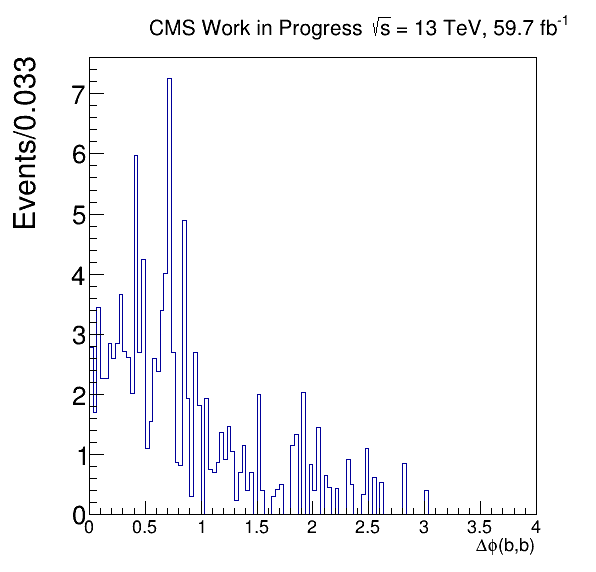 CMS Work in Progress √s = 13 TeV, 59.7 fb⁻¹
Events/0.033
7
6
5
4
3
2
1
0
0 0.5 1 1.5 2 2.5 3 3.5 4
Δϕ(b,b)